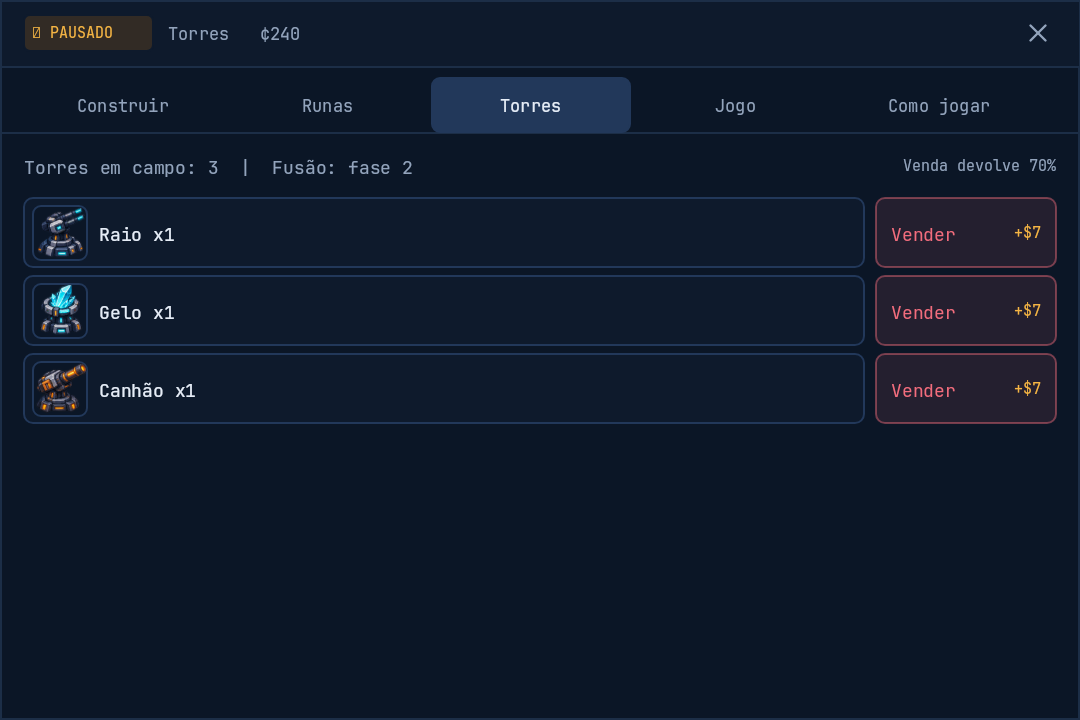 PAUSADO Torres ₵240
Construir Runas Torres Jogo Como jogar
Torres em campo: 3 | Fusão: fase 2 Venda devolve 70%
Raio x1 Vender +$7
Gelo x1 Vender +$7
Canhão x1 Vender +$7